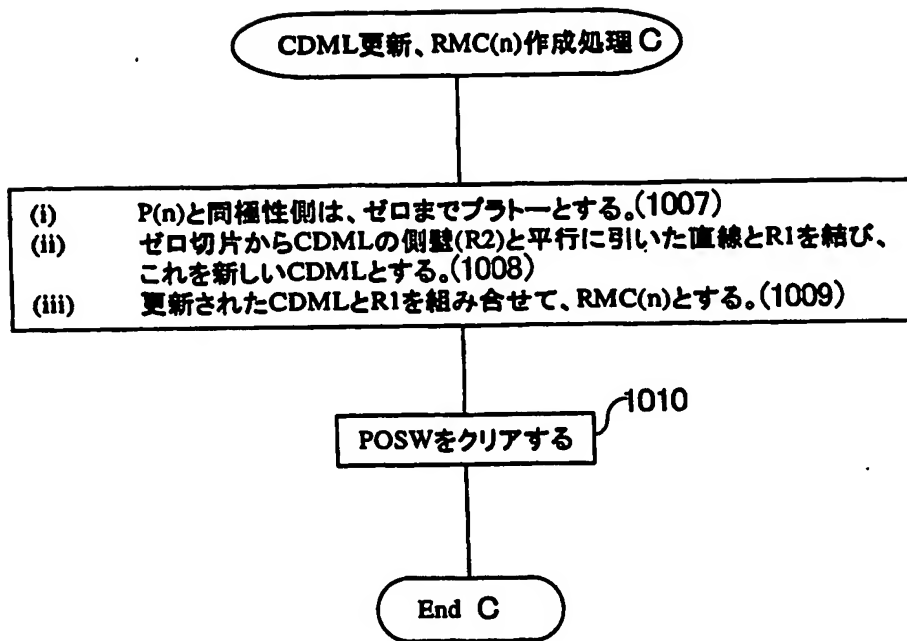 CDML更新、RMC(n)作成処理 C
(i) P(n)と同極性側は、ゼロまでプラトーとする。(1007)
(ii) ゼロ切片からCDMLの側壁(R2)と平行に引いた直線とR1を結び、
これを新しいCDMLとする。(1008)
(iii) 更新されたCDMLとR1を組み合せて、RMC(n)とする。(1009)
1010
POSWをクリアする
End C